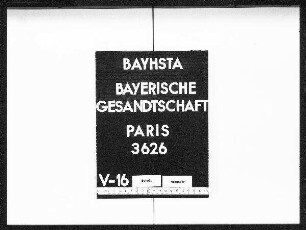 BAYHSTA
BAYERISCHE
GESANDTSCHAFT
PARIS
3626
V-16